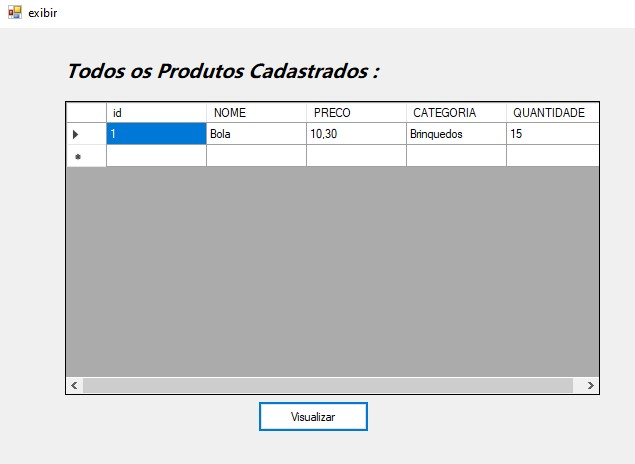 exibir
Todos os Produtos Cadastrados :
id NOME PRECO CATEGORIA QUANTIDADE
1 Bola 10,30 Brinquedos 15
Visualizar